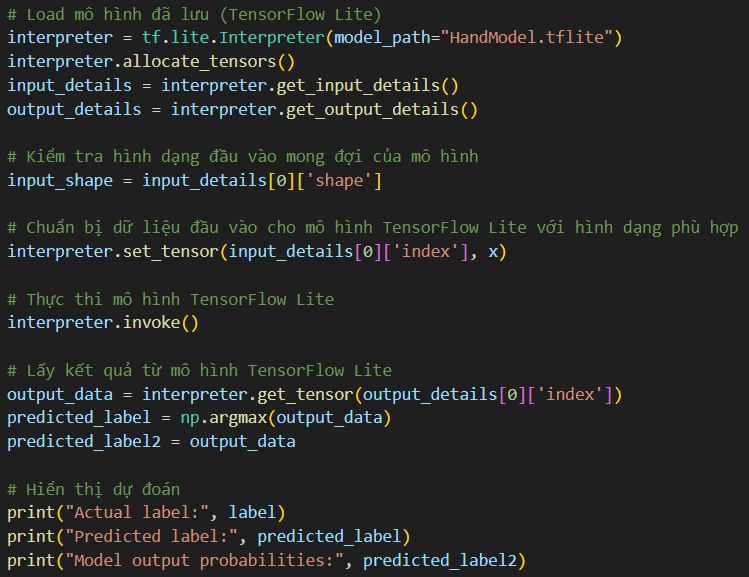 # Load mô hình đã lưu (TensorFlow Lite)
interpreter = tf.lite.Interpreter(model_path="HandModel.tflite")
interpreter.allocate_tensors()
input_details = interpreter.get_input_details()
output_details = interpreter.get_output_details()

# Kiểm tra hình dạng đầu vào mong đợi của mô hình
input_shape = input_details[0]['shape']

# Chuẩn bị dữ liệu đầu vào cho mô hình TensorFlow Lite với hình dạng phù hợp
interpreter.set_tensor(input_details[0]['index'], x)

# Thực thi mô hình TensorFlow Lite
interpreter.invoke()

# Lấy kết quả từ mô hình TensorFlow Lite
output_data = interpreter.get_tensor(output_details[0]['index'])
predicted_label = np.argmax(output_data)
predicted_label2 = output_data

# Hiển thị dự đoán
print("Actual label:", label)
print("Predicted label:", predicted_label)
print("Model output probabilities:", predicted_label2)